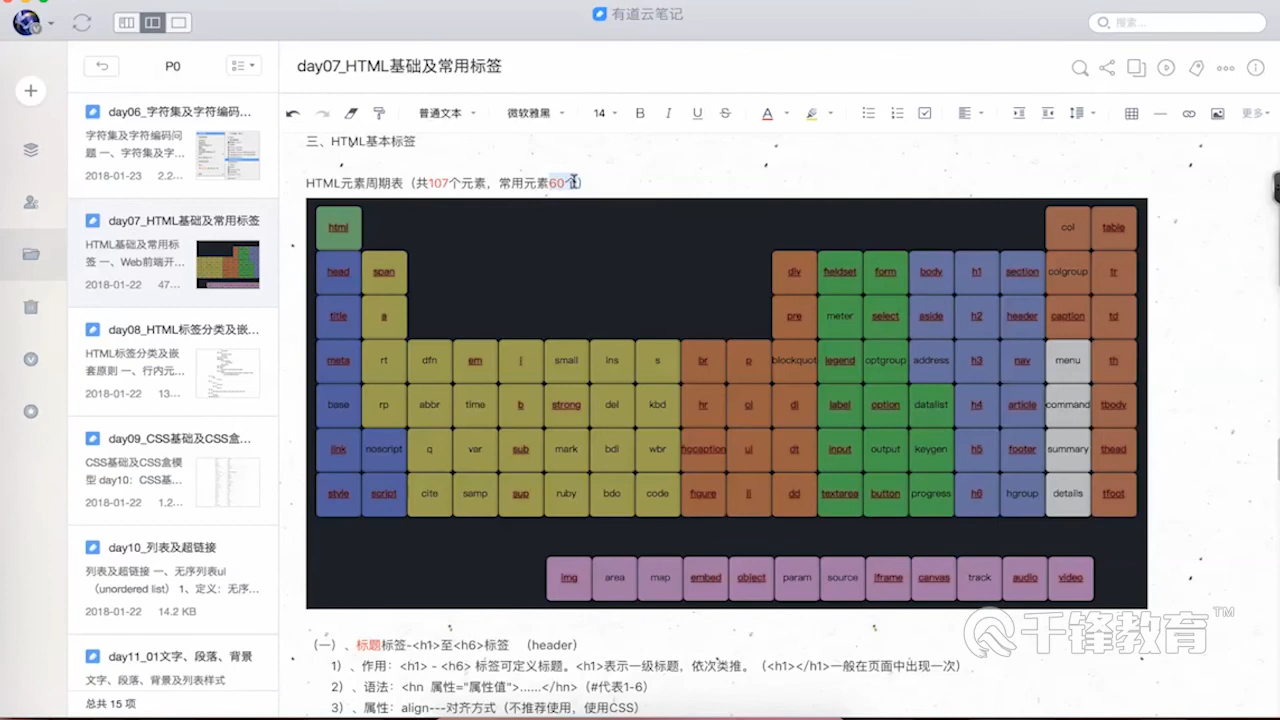 有道云笔记
搜索...
P0
day06_字符集及字符编码...
字符集及字符编码问
题 一、字符集及字...
2018-01-23 2.2...
day07_HTML基础及常用标签
HTML基础及常用标
签 一、Web前端开...
2018-01-22 47...
day08_HTML标签分类及嵌...
HTML标签分类及嵌
套原则 一、行内元...
2018-01-22 13...
day09_CSS基础及CSS盒...
CSS基础及CSS盒模
型 day10：CSS基...
2018-01-22 1.2...
day10_列表及超链接
列表及超链接 一、无序列表ul
（unordered list） 1、定义：无序...
2018-01-22 14.2 KB
day11_01文字、段落、背景
文字、段落、背景及列表样式
总共 15 项
day07_HTML基础及常用标签
普通文本 微软雅黑 14 B I U S A 更多
三、HTML基本标签
HTML元素周期表（共107个元素，常用元素60个）
html col table
head span div fieldset form body h1 section colgroup tr
title a pre meter select aside h2 header caption td
meta rt dfn em i small ins s br p blockquot legend optgroup address h3 nav menu th
base rp abbr time b strong del kbd hr ol dl label option datalist h4 article command tbody
link noscript q var sub mark bdi wbr figcaption ul dt input output keygen h5 footer summary thead
style script cite samp sup ruby bdo code figure li dd textarea button progress h6 hgroup details tfoot
img area map embed object param source iframe canvas track audio video
（一）、标题标签-<h1>至<h6>标签 （header）
1）、作用：<h1> - <h6> 标签可定义标题。<h1>表示一级标题，依次类推。（<h1></h1>一般在页面中出现一次）
2）、语法：<hn 属性="属性值">......</hn>（#代表1-6）
3）、属性：align---对齐方式（不推荐使用，使用CSS）
千锋教育™